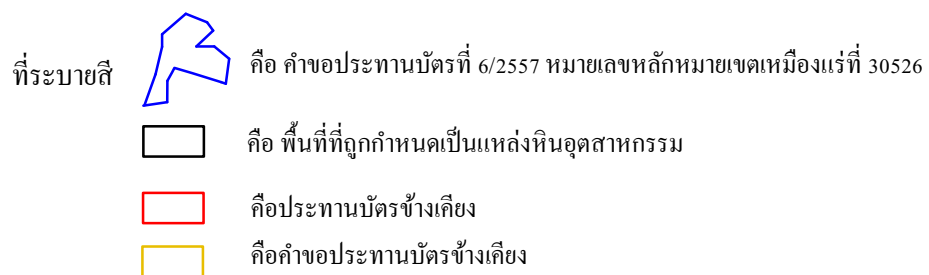 ที่ระบายสี คือ คำขอประทานบัตรที่ 6/2557 หมายเลขหลักหมายเขตเหมืองแร่ที่ 30526
คือ พื้นที่ที่ถูกกำหนดเป็นแหล่งหินอุตสาหกรรม
คือประทานบัตรข้างเคียง
คือคำขอประทานบัตรข้างเคียง